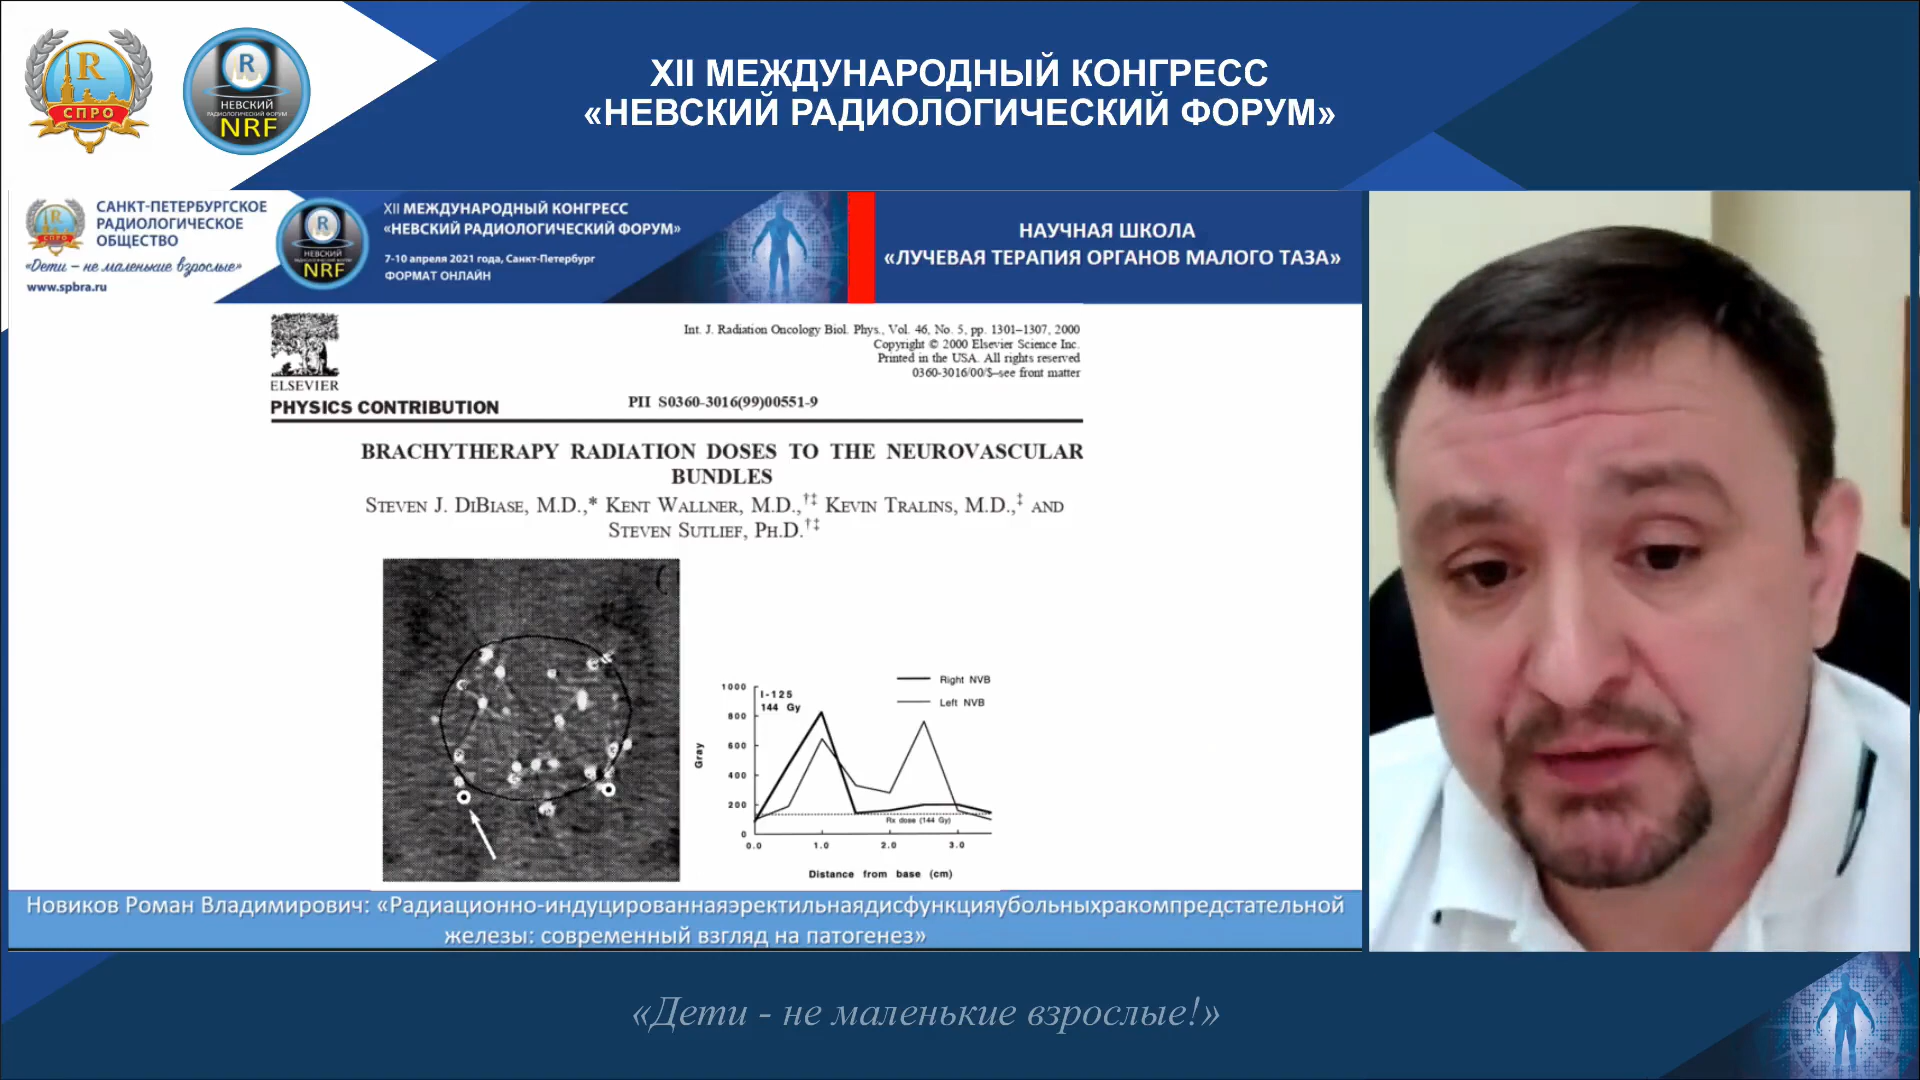 XII МЕЖДУНАРОДНЫЙ КОНГРЕСС
«НЕВСКИЙ РАДИОЛОГИЧЕСКИЙ ФОРУМ»
R
СПРО
R
НЕВСКИЙ
РАДИОЛОГИЧЕСКИЙ ФОРУМ
NRF
СПРО
САНКТ-ПЕТЕРБУРГСКОЕ
РАДИОЛОГИЧЕСКОЕ
ОБЩЕСТВО
«Дети – не маленькие взрослые»
www.spbra.ru
R
НЕВСКИЙ
NRF
XII МЕЖДУНАРОДНЫЙ КОНГРЕСС
«НЕВСКИЙ РАДИОЛОГИЧЕСКИЙ ФОРУМ»
7-10 апреля 2021 года, Санкт-Петербург
ФОРМАТ ОНЛАЙН
НАУЧНАЯ ШКОЛА
«ЛУЧЕВАЯ ТЕРАПИЯ ОРГАНОВ МАЛОГО ТАЗА»
ELSEVIER
Int. J. Radiation Oncology Biol. Phys., Vol. 46, No. 5, pp. 1301–1307, 2000
Copyright © 2000 Elsevier Science Inc.
Printed in the USA. All rights reserved
0360-3016/00/$–see front matter
PHYSICS CONTRIBUTION
PII S0360-3016(99)00551-9
BRACHYTHERAPY RADIATION DOSES TO THE NEUROVASCULAR
BUNDLES
STEVEN J. DIBIASE, M.D.,* KENT WALLNER, M.D.,†‡ KEVIN TRALINS, M.D.,‡ AND
STEVEN SUTLIEF, PH.D.†‡
Right NVB
Left NVB
I-125
144 Gy
1000
800
600
400
200
0
Gray
Rx dose (144 Gy)
0.0 1.0 2.0 3.0
Distance from base (cm)
Новиков Роман Владимирович: «Радиационно-индуцированнаяэректильнаядисфункцияубольныхракомпредстательной
железы: современный взгляд на патогенез»
«Дети - не маленькие взрослые!»